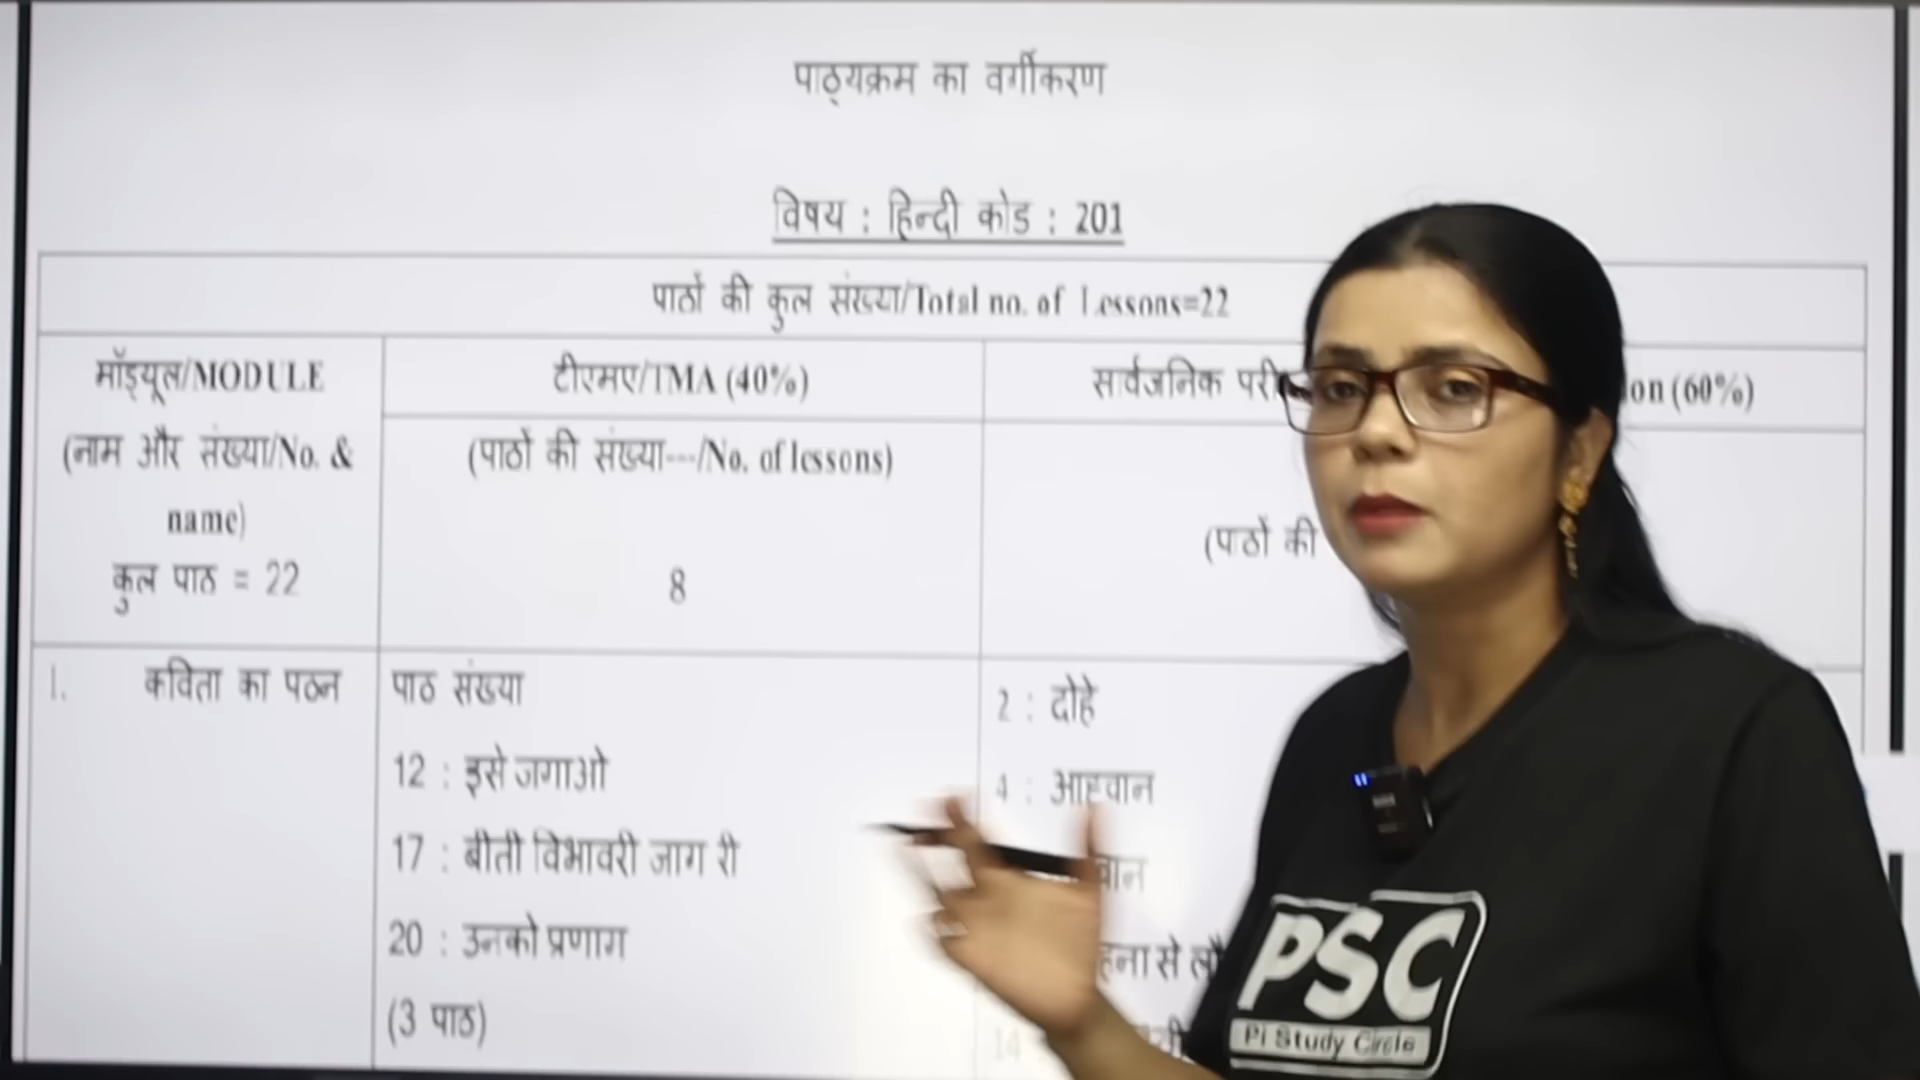 पाठ्यक्रम का वर्गीकरण
विषय : हिन्दी कोड : 201
पाठों की कुल संख्या/Total no. of Lessons=22
मॉड्यूल/MODULE
(नाम और संख्या/No. &
name)
कुल पाठ = 22
टीएमए/TMA (40%)
(पाठों की संख्या---/No. of lessons)
8
सार्वजनिक
(60%)
(पाठों की
1. कविता का पठन
पाठ संख्या
12 : इसे जगाओ
17 : बीती विभावरी जाग री
20 : उनको प्रणाम
(3 पाठ)
2 : दोहे
4 : आह्वान
से
14
PSC
Pi Study Circle